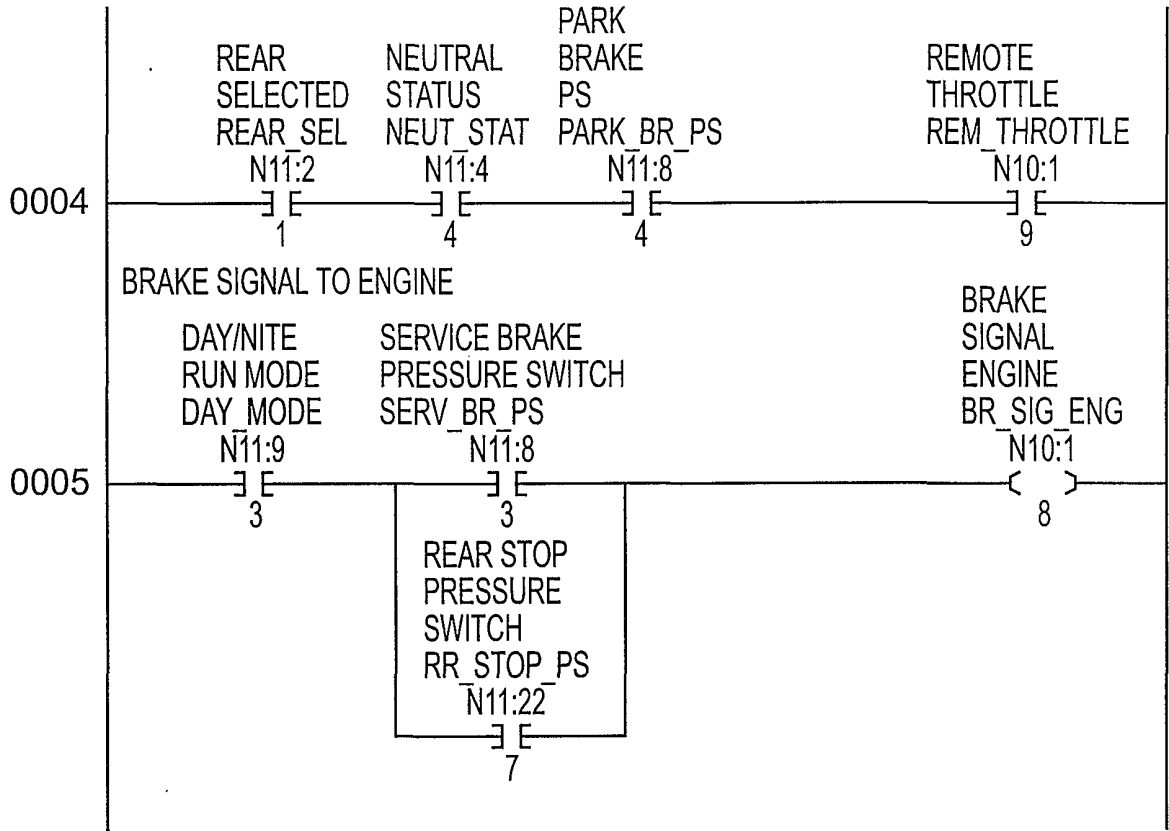 REAR
SELECTED
REAR_SEL
N11:2
1
NEUTRAL
STATUS
NEUT_STAT
N11:4
4
PARK
BRAKE
PS
PARK_BR_PS
N11:8
4
REMOTE
THROTTLE
REM_THROTTLE
N10:1
9
0004
BRAKE SIGNAL TO ENGINE
DAY/NITE
RUN MODE
DAY_MODE
N11:9
3
SERVICE BRAKE
PRESSURE SWITCH
SERV_BR_PS
N11:8
3
BRAKE
SIGNAL
ENGINE
BR_SIG_ENG
N10:1
8
0005
REAR STOP
PRESSURE
SWITCH
RR_STOP_PS
N11:22
7